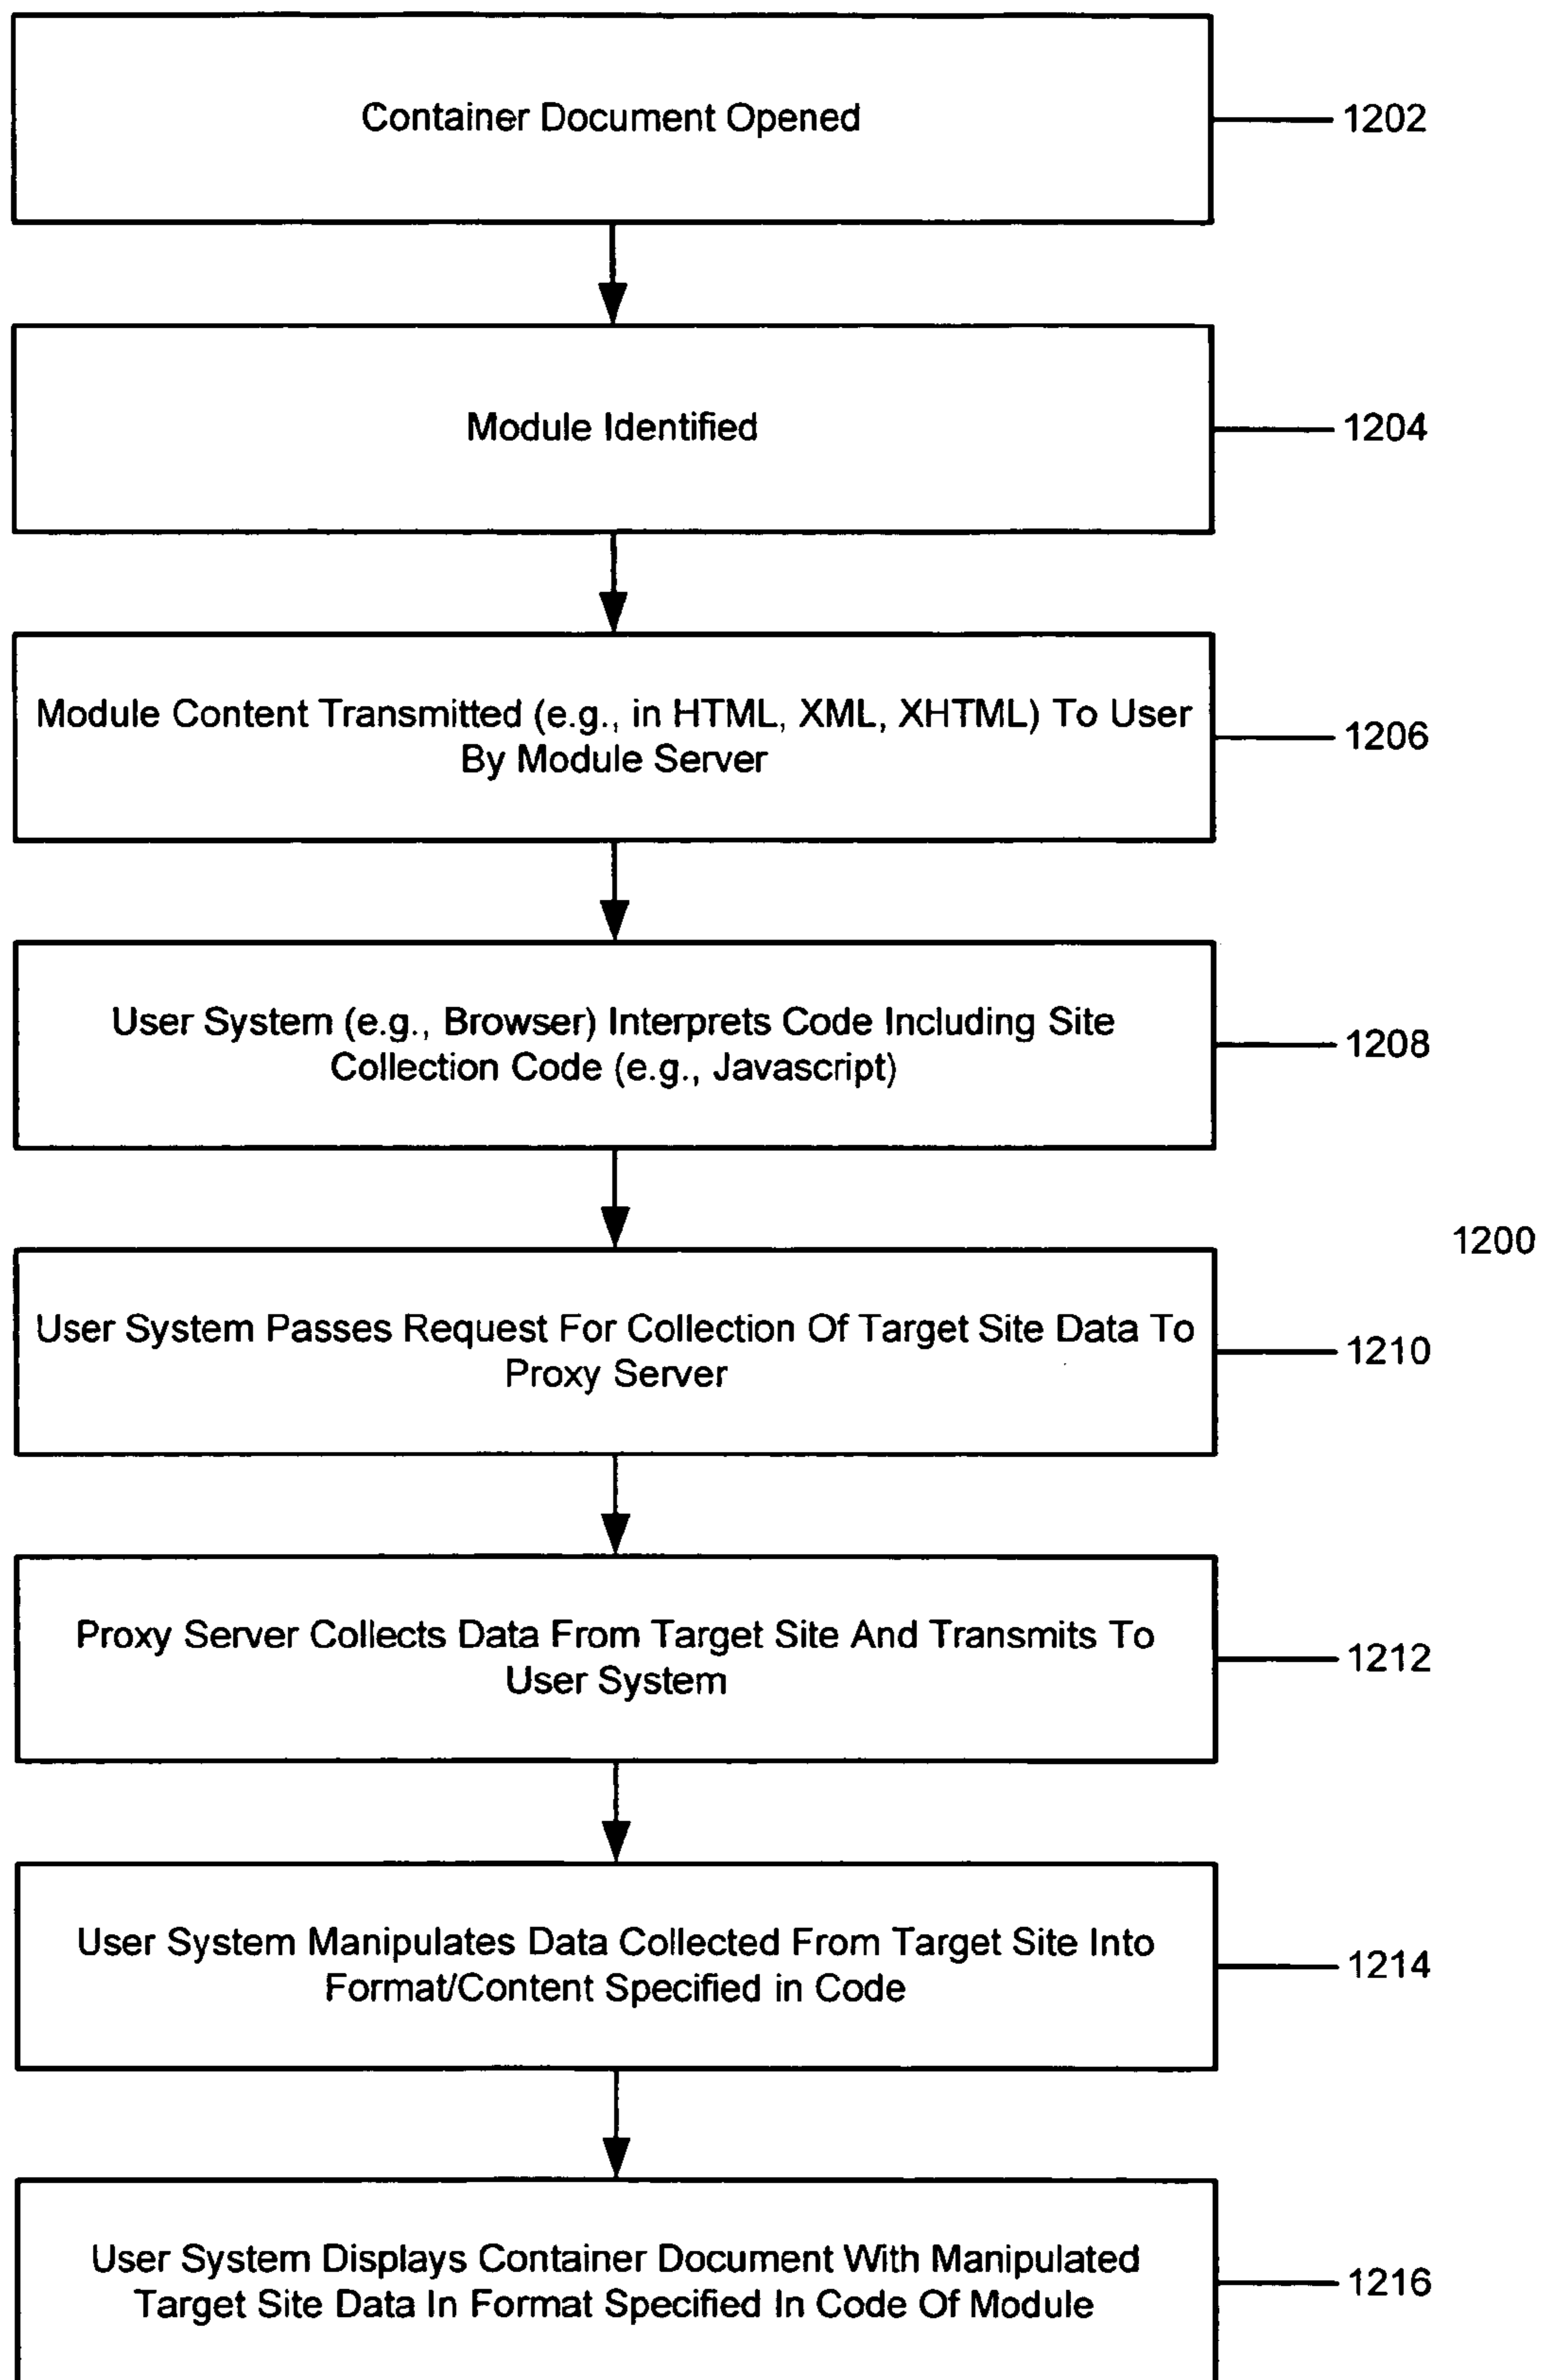 Container Document Opened
1202
Module Identified
1204
Module Content Transmitted (e.g., in HTML, XML, XHTML) To User
By Module Server
1206
User System (e.g., Browser) Interprets Code Including Site
Collection Code (e.g., Javascript)
1208
1200
User System Passes Request For Collection Of Target Site Data To
Proxy Server
1210
Proxy Server Collects Data From Target Site And Transmits To
User System
1212
User System Manipulates Data Collected From Target Site Into
Format/Content Specified in Code
1214
User System Displays Container Document With Manipulated
Target Site Data In Format Specified In Code Of Module
1216